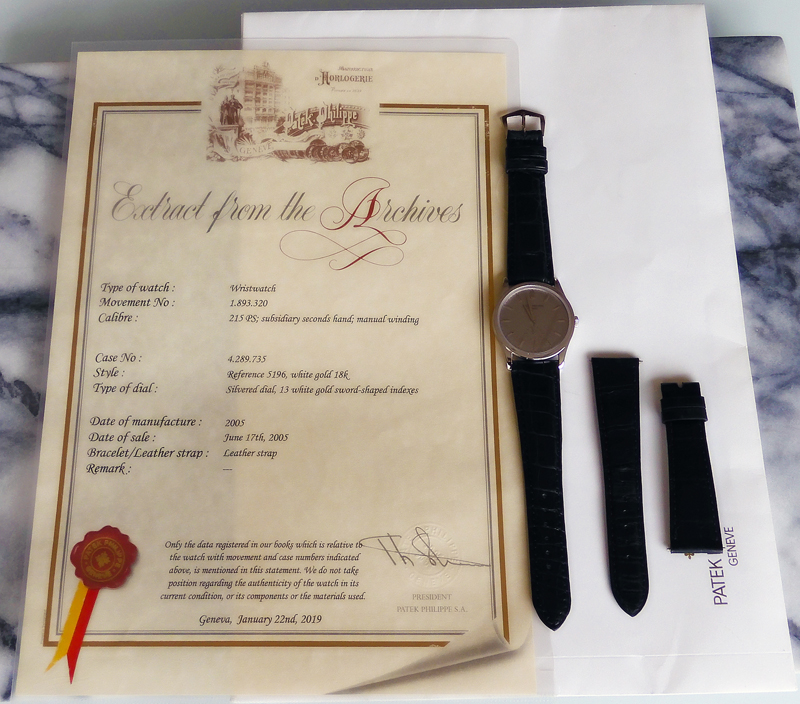 D'HORLOGERIE
Patek Philippe
GENÈVE
Extract from the Archives
Type of watch : Wristwatch
Movement No : 1.893.320
Calibre : 215 PS; subsidiary seconds hand; manual winding
Case No : 4.289.735
Style : Reference 5196, white gold 18k
Type of dial : Silvered dial, 13 white gold sword-shaped indexes
Date of manufacture : 2005
Date of sale : June 17th, 2005
Bracelet/Leather strap : Leather strap
Remark : ---
Only the data registered in our books which is relative to
the watch with movement and case numbers indicated
above, is mentioned in this statement. We do not take
position regarding the authenticity of the watch in its
current condition, or its components or the materials used.
Geneva, January 22nd, 2019
PRESIDENT
PATEK PHILIPPE S.A.
PATEK
GENEVE